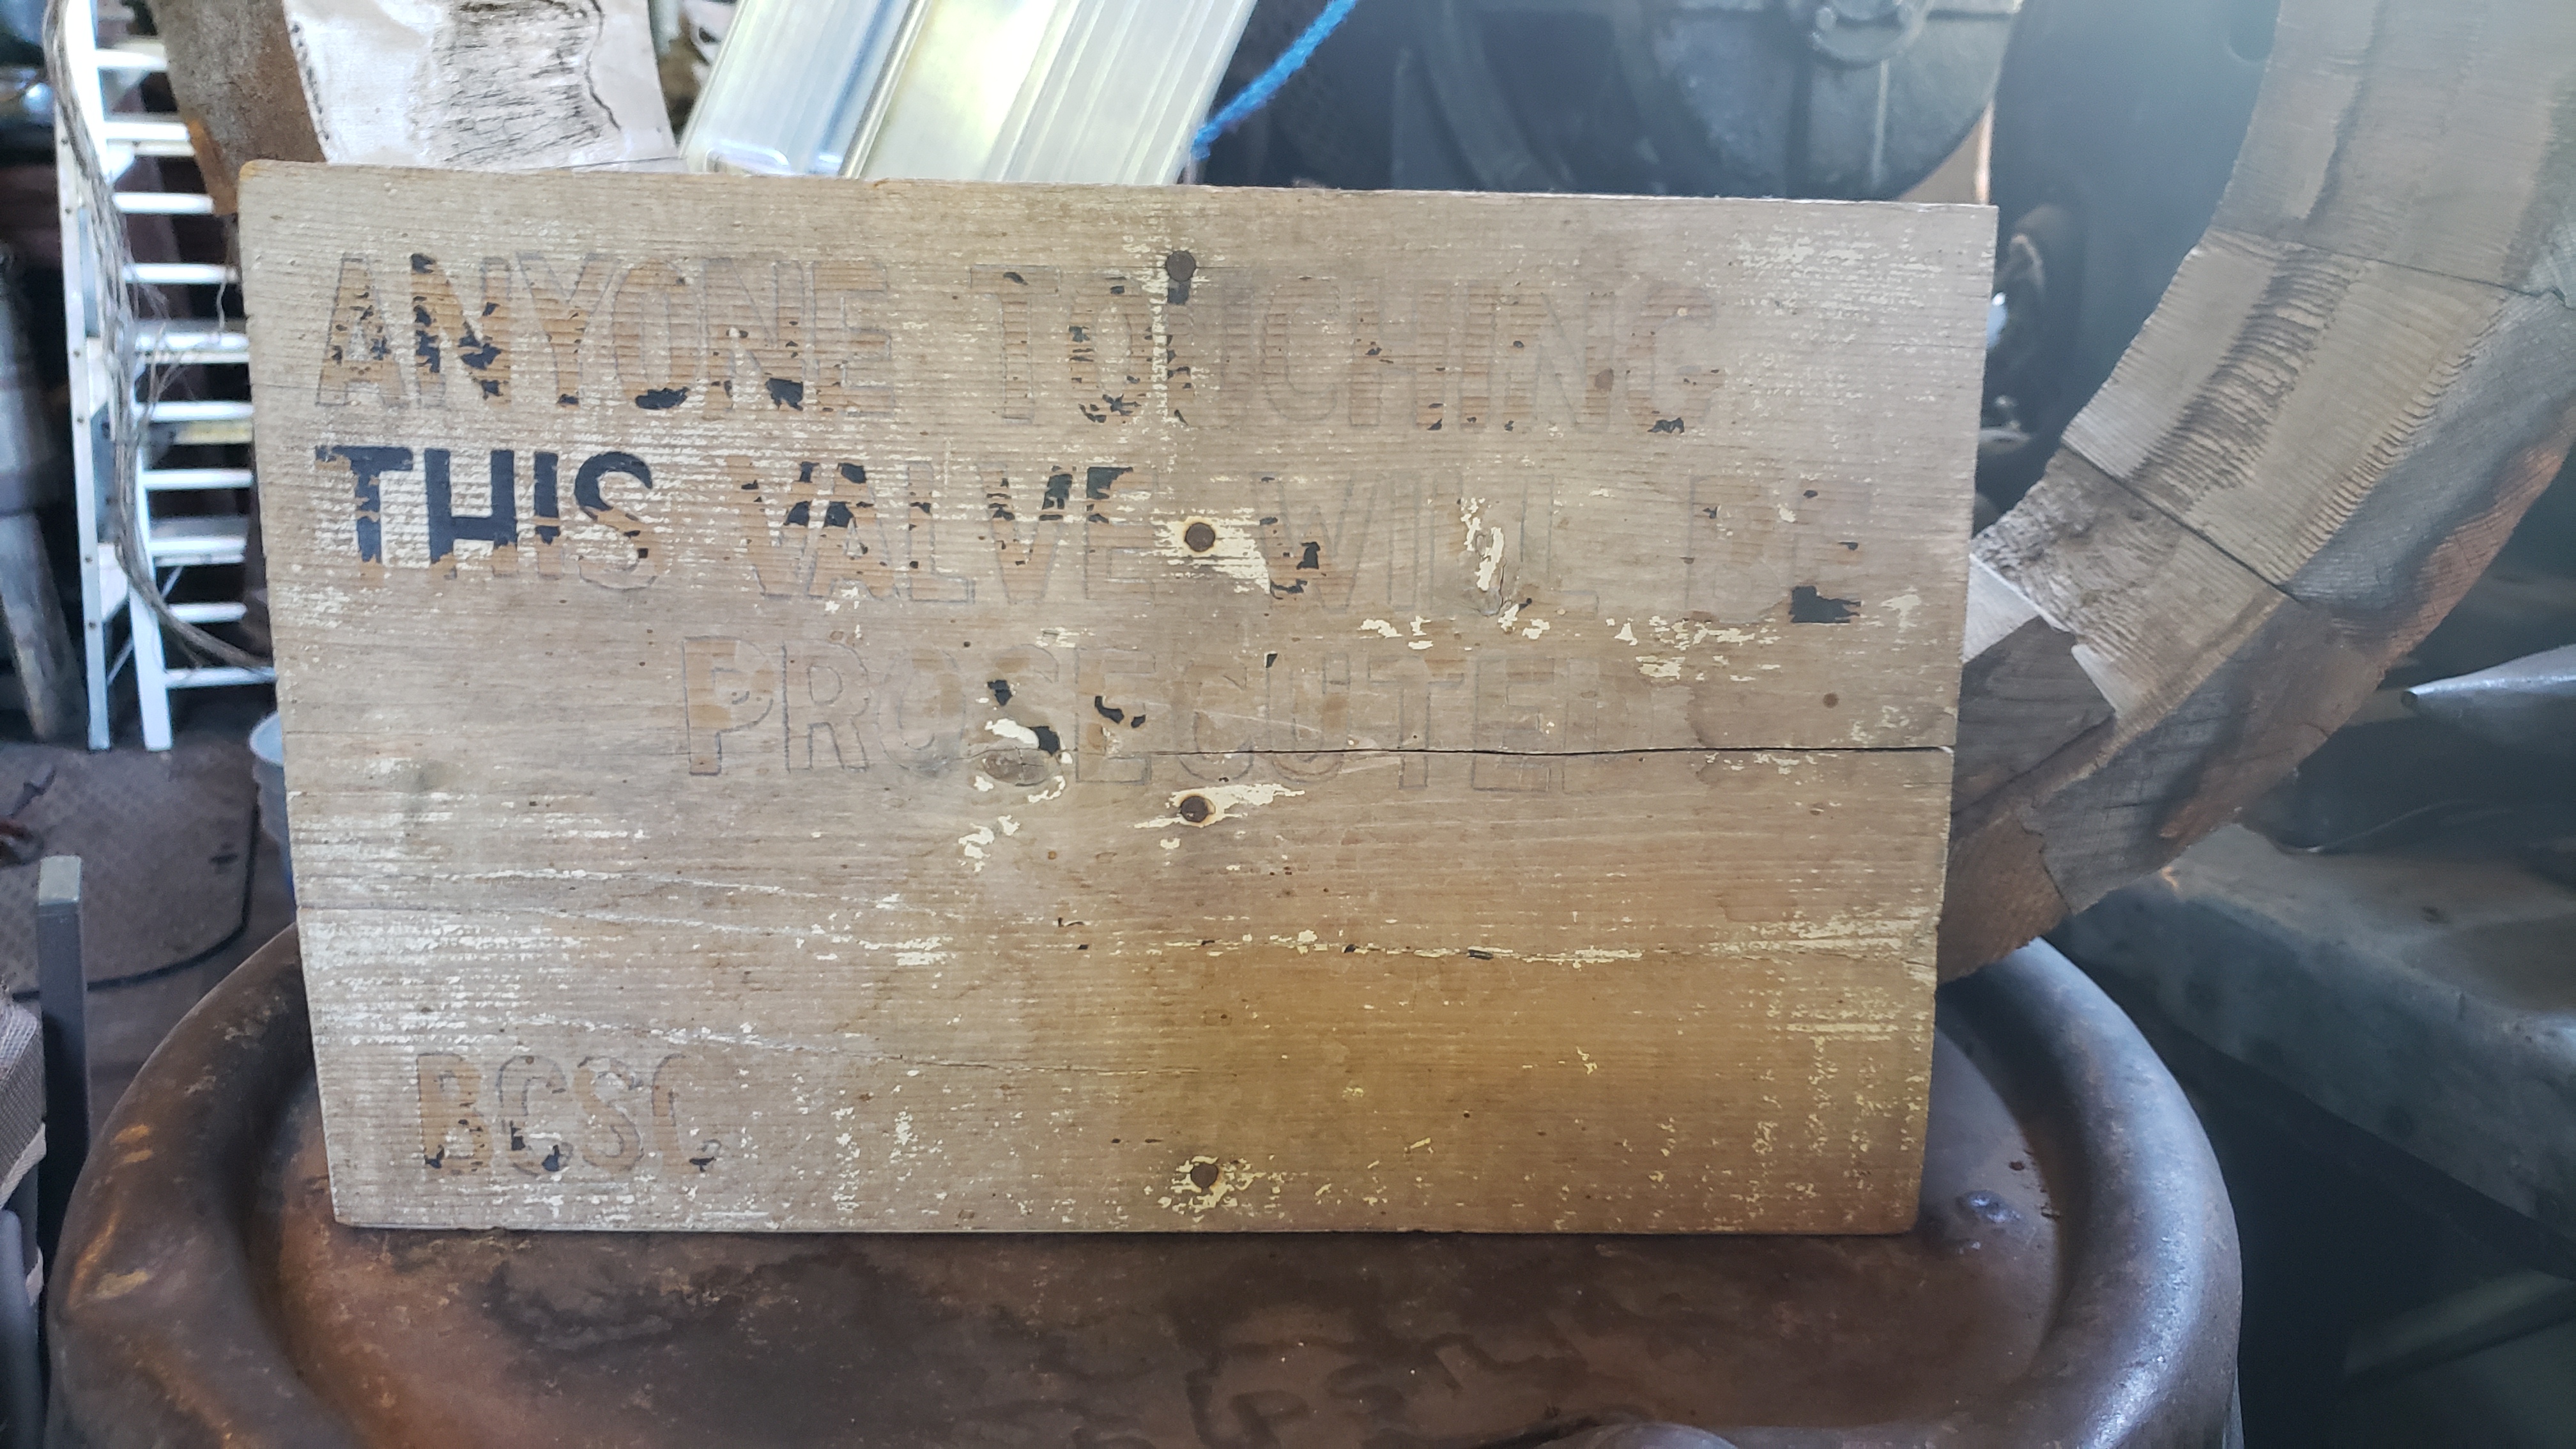 ANYONE TOUCHING
THIS VALVE WILL BE
PROSECUTED
BCSC